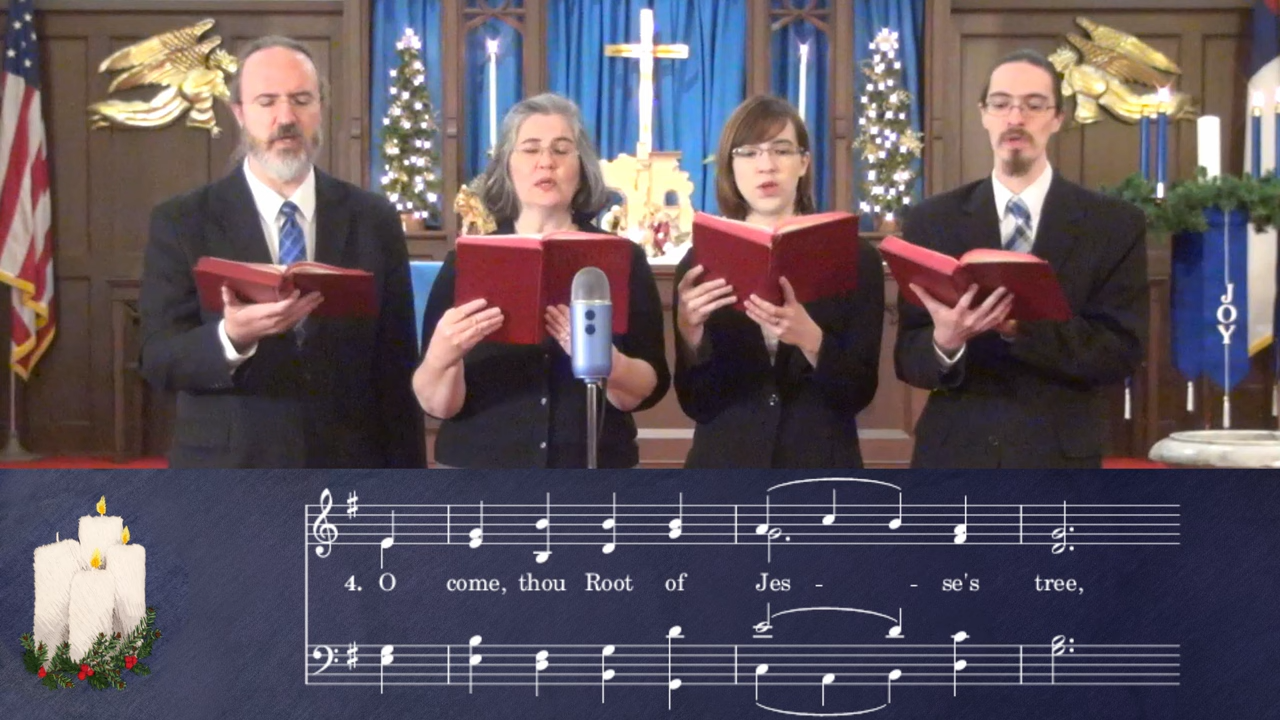 JOY
4. O come, thou Root of Jes - - se's tree,